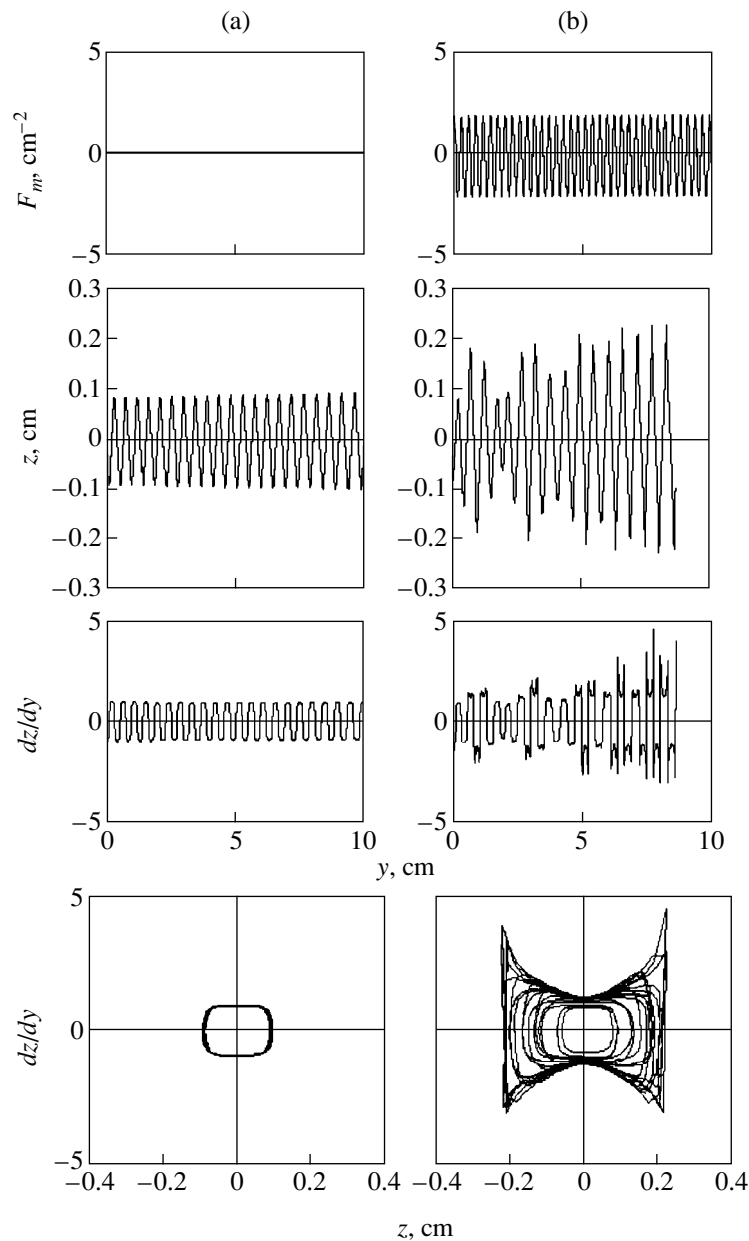 (a) (b)
5 5
F_m, cm⁻² 0 0
−5 −5
0.3 0.3
0.2 0.2
0.1 0.1
z, cm 0 0
−0.1 −0.1
−0.2 −0.2
−0.3 −0.3
5 5
dz/dy 0 0
−5 −5
0 5 10 0 5 10
y, cm
5 5
dz/dy 0 0
−5 −5
−0.4 −0.2 0 0.2 0.4 −0.4 −0.2 0 0.2 0.4
z, cm